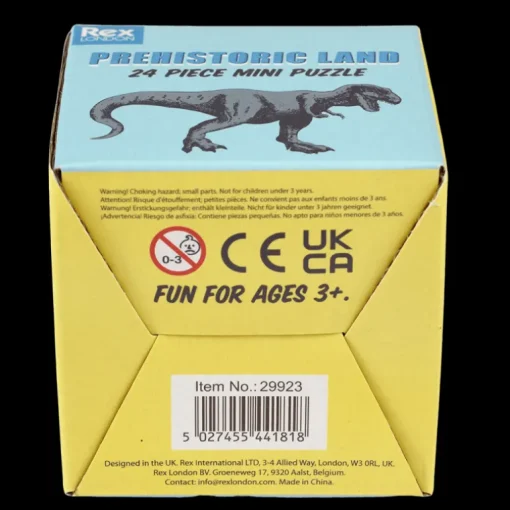 Rex
LONDON
PREHISTORIC LAND
24 PIECE MINI PUZZLE
Warning! Choking hazard, small parts. Not for children under 3 years.
Attention! Risque d'étouffement; petites pièces. Ne convient pas aux enfants moins de 3 ans.
Warnung! Erstickungsgefahr; enthält kleinteile. Nicht für kinder unter 3 jahren geeignet.
¡Advertencia! Riesgo de asfixia; Contiene piezas pequeñas. No apto para niños menores de 3 años.
0-3
CE
UK
CA
FUN FOR AGES 3+.
Item No.: 29923
5 027455 441818
Designed in the UK. Rex International LTD, 3-4 Allied Way, London, W3 0RL, UK.
Rex London BV. Groeneweg 17, 9320 Aalst, Belgium.
Contact: info@rexlondon.com Made in China.